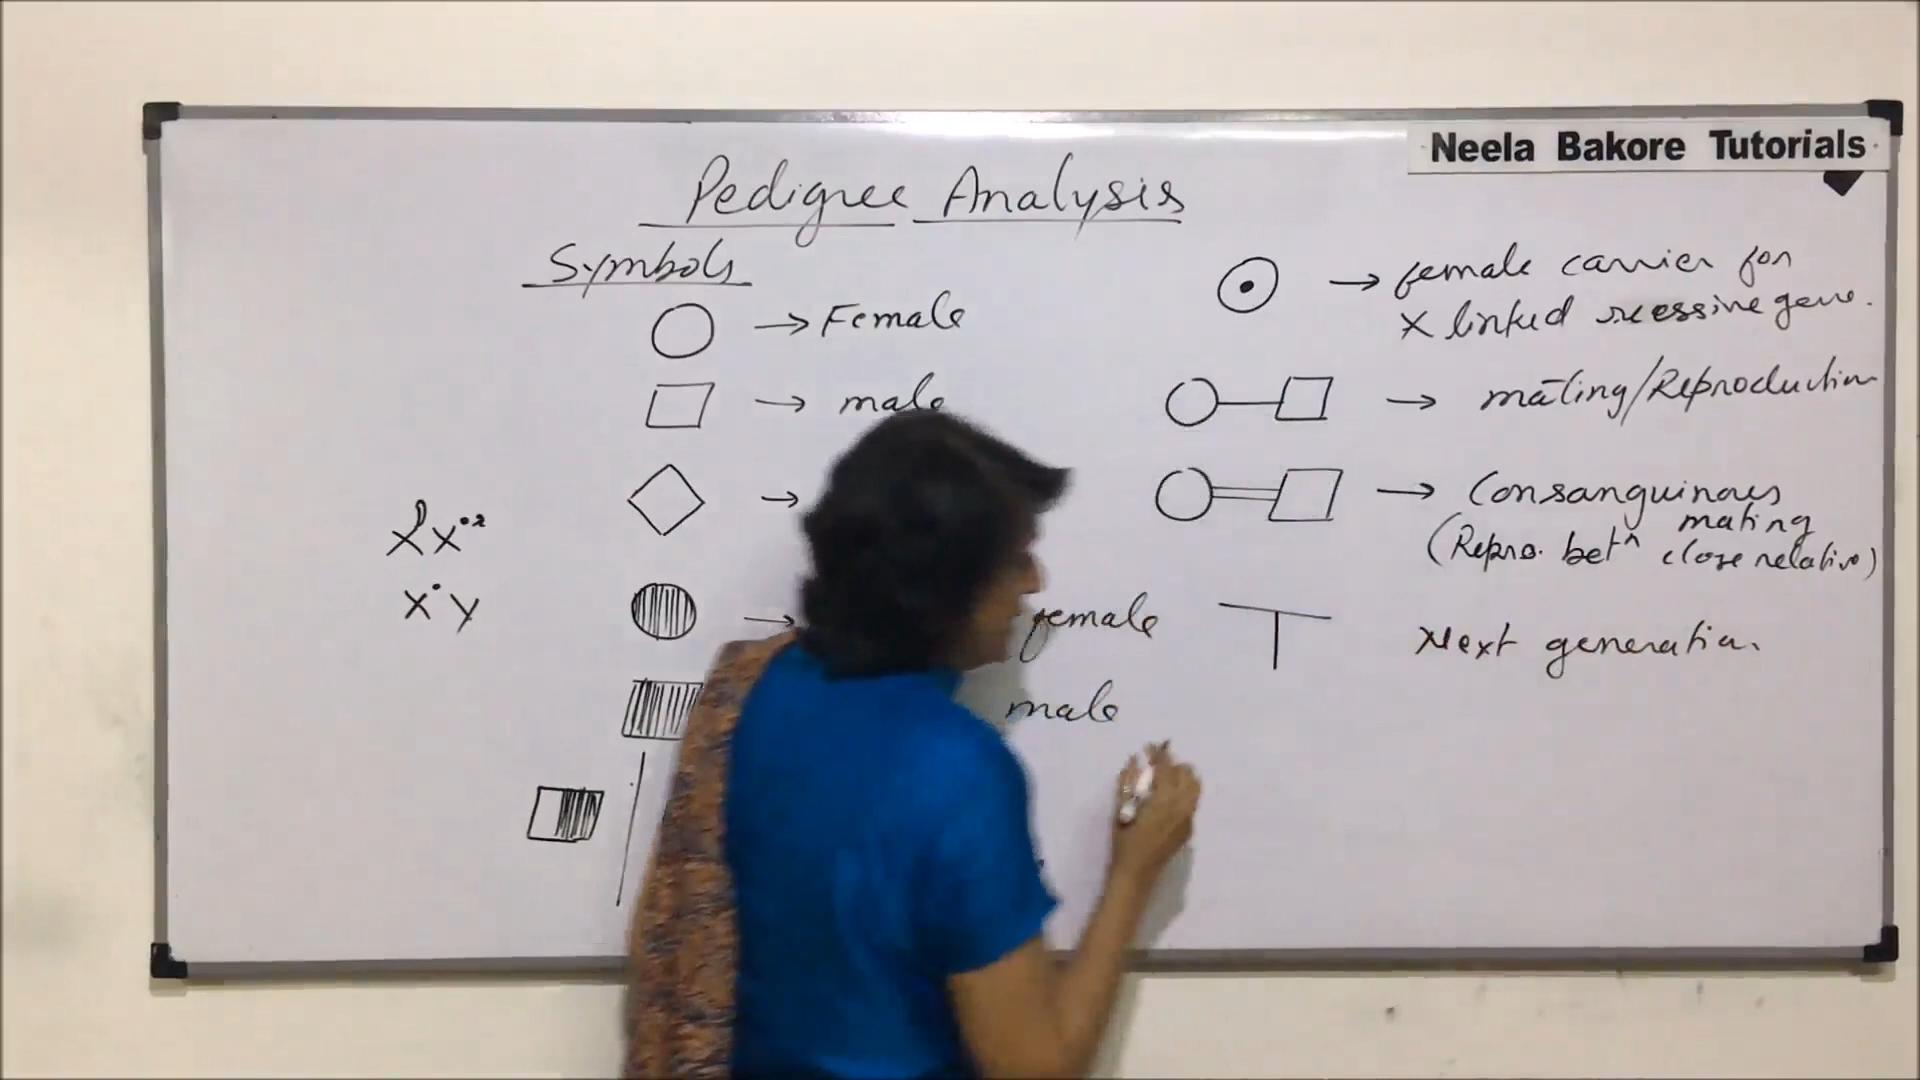 Neela Bakore Tutorials
Pedigree Analysis
Symbols
→ Female
→ male
→
→ female
male
X X
X Y
→ female carrier for
X linked recessive gene.
→ mating/Reproduction
→ Consanguinous
mating
(Repro. betn close relative)
Next generation.